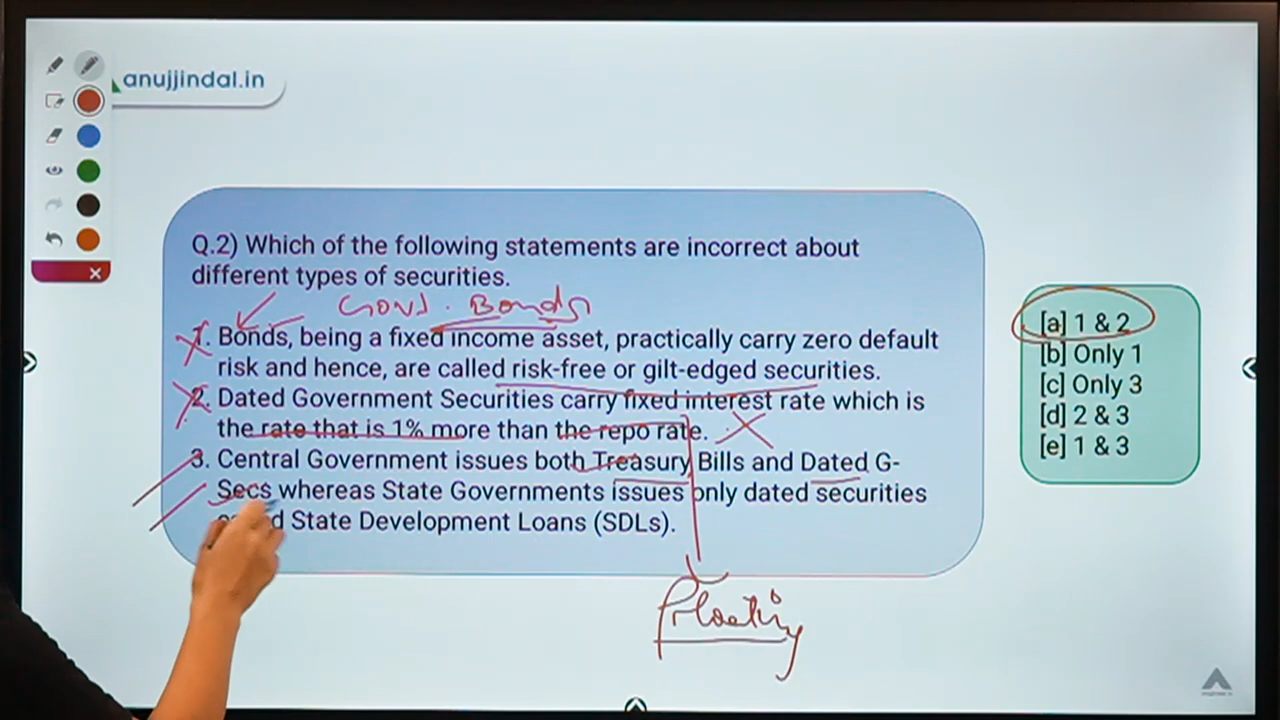 anujjindal.in
Q.2) Which of the following statements are incorrect about
different types of securities.
Govt. Bonds
1. Bonds, being a fixed income asset, practically carry zero default
risk and hence, are called risk-free or gilt-edged securities.
2. Dated Government Securities carry fixed interest rate which is
the rate that is 1% more than the repo rate.
3. Central Government issues both Treasury Bills and Dated G-
Secs whereas State Governments issues only dated securities
State Development Loans (SDLs).
Floating
[a] 1 & 2
[b] Only 1
[c] Only 3
[d] 2 & 3
[e] 1 & 3